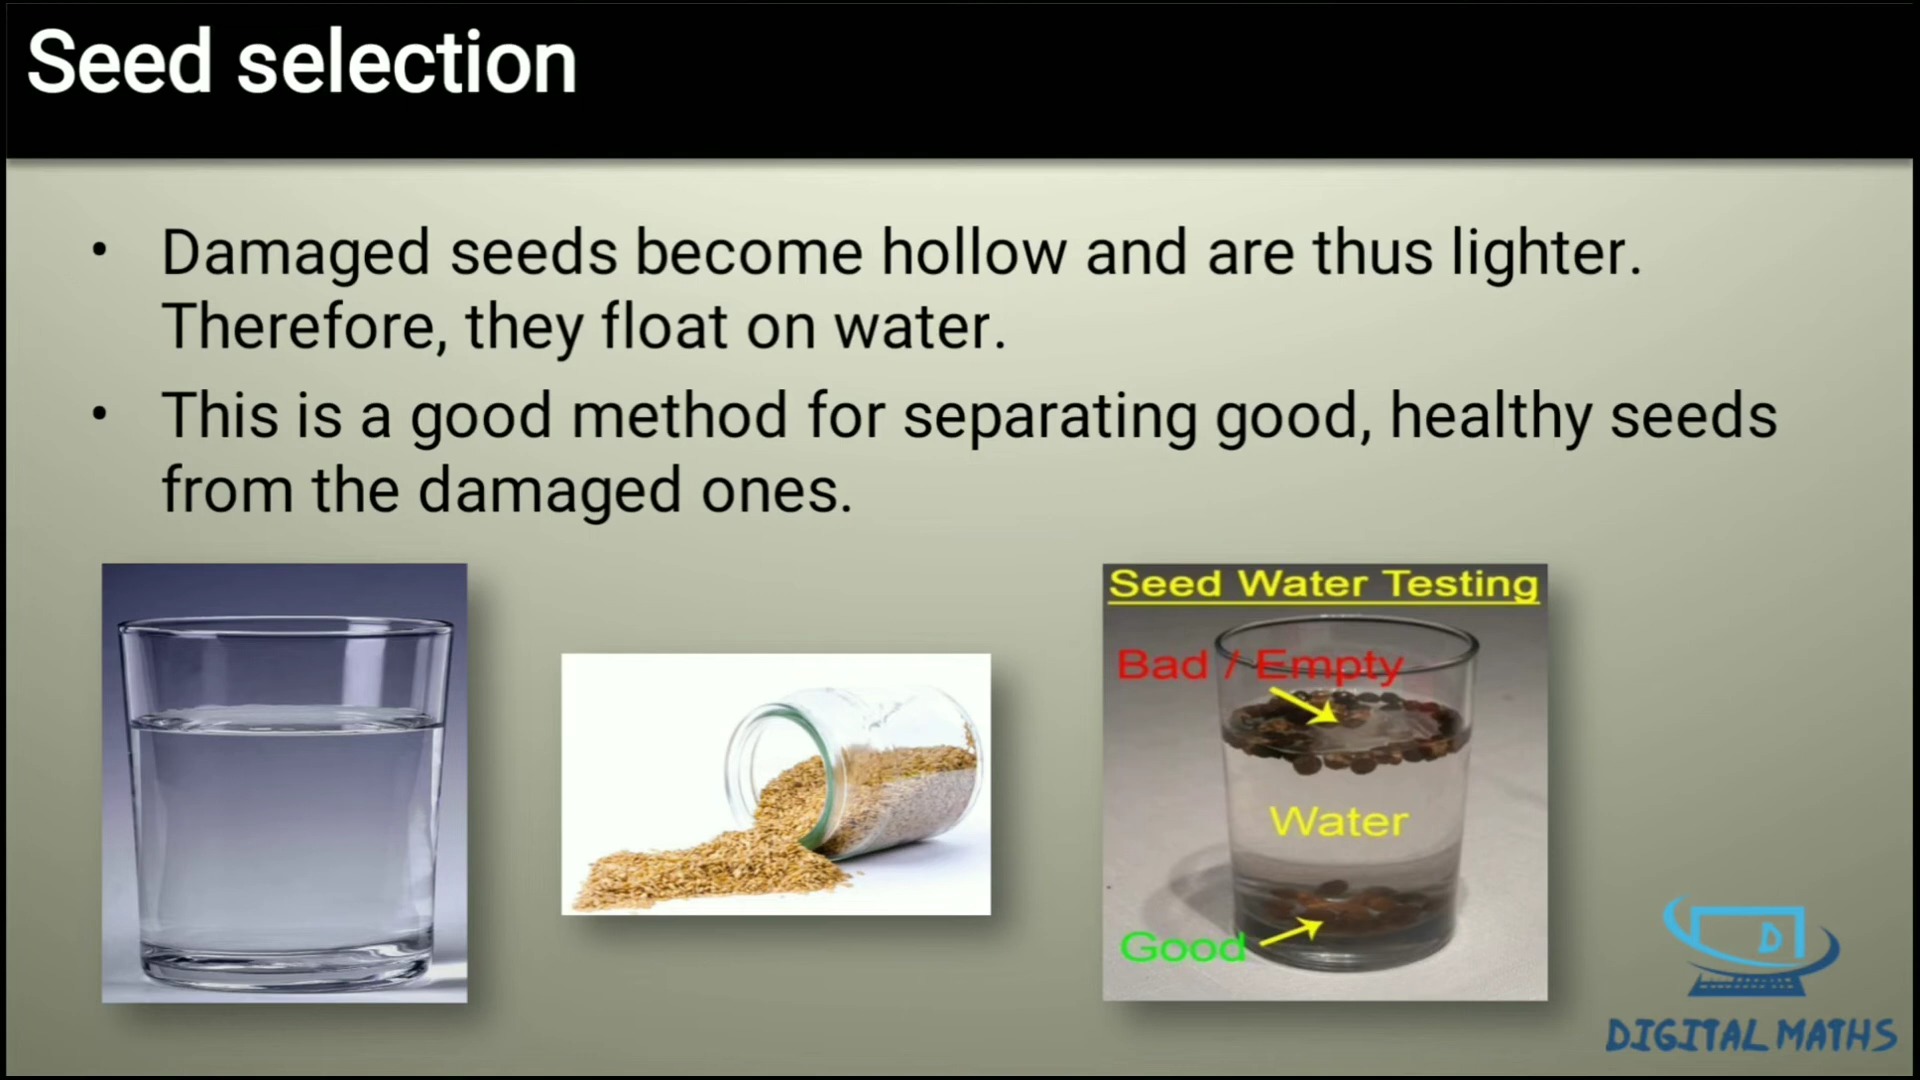 Seed selection
• Damaged seeds become hollow and are thus lighter.
Therefore, they float on water.
• This is a good method for separating good, healthy seeds
from the damaged ones.
Seed Water Testing
Bad / Empty
Water
Good
D
DIGITAL MATHS